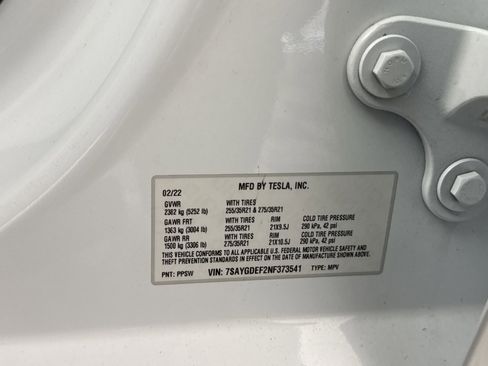 02/22 MFD BY TESLA, INC.
GVWR WITH TIRES
2382 kg (5252 lb) 255/35R21 & 275/35R21
GAWR FRT WITH TIRES RIM COLD TIRE PRESSURE
1363 kg (3004 lb) 255/35R21 21X9.5J 290 kPa, 42 psi
GAWR RR WITH TIRES RIM COLD TIRE PRESSURE
1500 kg (3306 lb) 275/35R21 21X10.5J 290 kPa, 42 psi
THIS VEHICLE CONFORMS TO ALL APPLICABLE U.S. FEDERAL MOTOR VEHICLE SAFETY AND
THEFT PREVENTION STANDARDS IN EFFECT ON THE DATE OF MANUFACTURE SHOWN ABOVE.
PNT: PPSW VIN: 7SAYGDEF2NF373541 TYPE: MPV